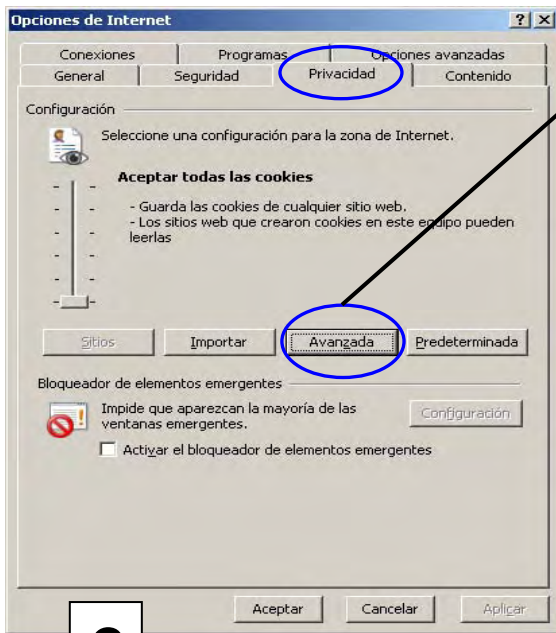 Opciones de Internet
Conexiones Programas Opciones avanzadas
General Seguridad Privacidad Contenido
Configuración
Seleccione una configuración para la zona de Internet.
Aceptar todas las cookies
- Guarda las cookies de cualquier sitio web.
- Los sitios web que crearon cookies en este equipo pueden
leerlas
Sitios Importar Avanzada Predeterminada
Bloqueador de elementos emergentes
Impide que aparezcan la mayoría de las
ventanas emergentes.
Configuración
Activar el bloqueador de elementos emergentes
Aceptar Cancelar Aplicar